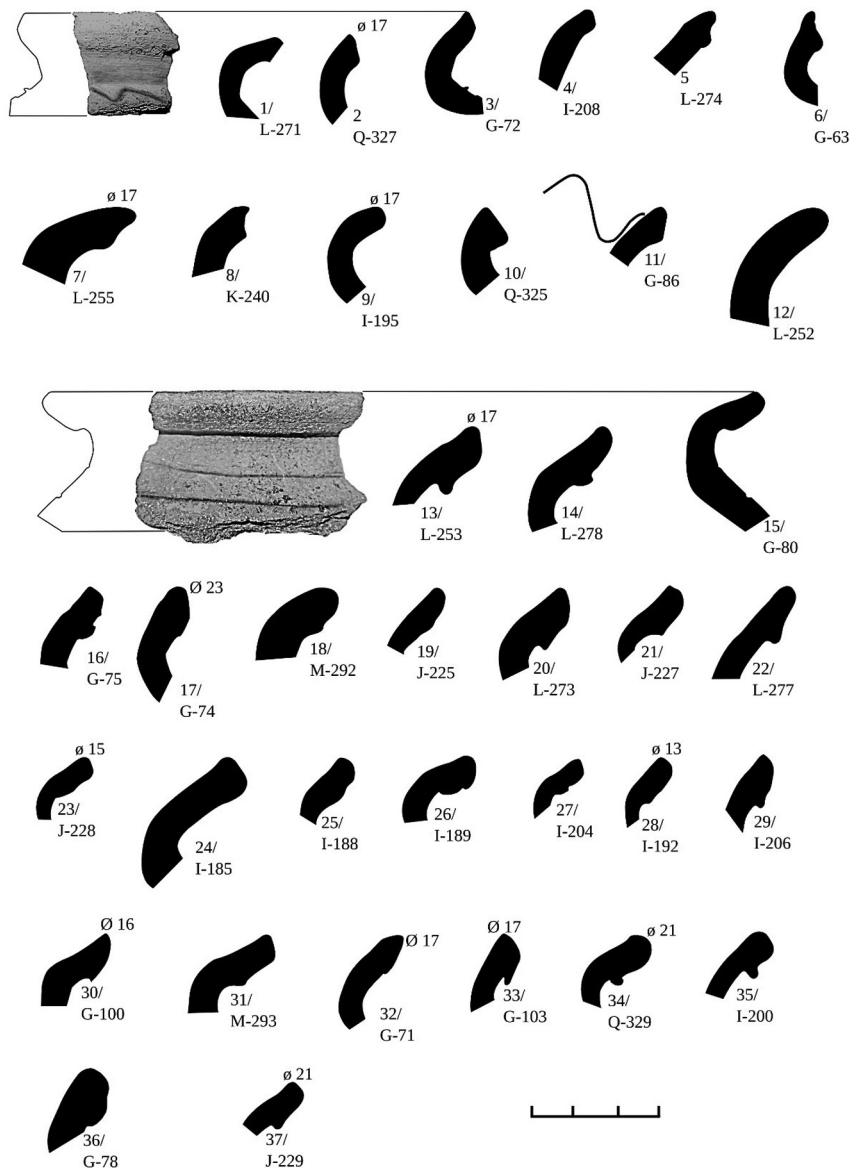 ø 17
1/
L-271
2
Q-327
3/
G-72
4/
I-208
5
L-274
6/
G-63
ø 17
7/
L-255
8/
K-240
ø 17
9/
I-195
10/
Q-325
11/
G-86
12/
L-252
ø 17
13/
L-253
14/
L-278
15/
G-80
16/
G-75
Ø 23
17/
G-74
18/
M-292
19/
J-225
20/
L-273
21/
J-227
22/
L-277
ø 15
23/
J-228
24/
I-185
25/
I-188
26/
I-189
27/
I-204
ø 13
28/
I-192
29/
I-206
Ø 16
30/
G-100
31/
M-293
Ø 17
32/
G-71
Ø 17
33/
G-103
ø 21
34/
Q-329
35/
I-200
36/
G-78
ø 21
37/
J-229